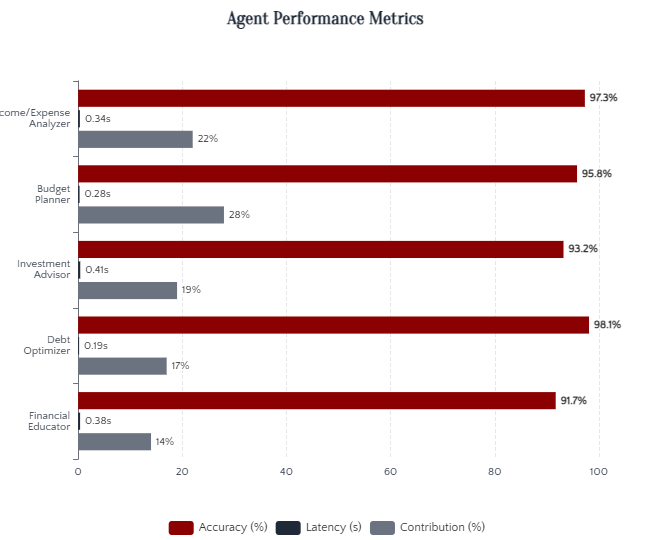 Agent Performance Metrics
come/Expense
Analyzer
97.3%
0.34s
22%
Budget
Planner
95.8%
0.28s
28%
Investment
Advisor
93.2%
0.41s
19%
Debt
Optimizer
98.1%
0.19s
17%
Financial
Educator
91.7%
0.38s
14%
0 20 40 60 80 100
Accuracy (%) Latency (s) Contribution (%)